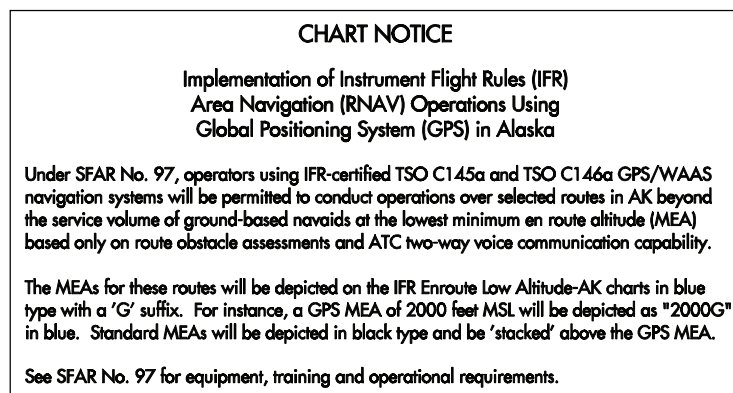 CHART NOTICE
Implementation of Instrument Flight Rules (IFR)
Area Navigation (RNAV) Operations Using
Global Positioning System (GPS) in Alaska
Under SFAR No. 97, operators using IFR-certified TSO C145a and TSO C146a GPS/WAAS
navigation systems will be permitted to conduct operations over selected routes in AK beyond
the service volume of ground-based navaids at the lowest minimum en route altitude (MEA)
based only on route obstacle assessments and ATC two-way voice communication capability.
The MEAs for these routes will be depicted on the IFR Enroute Low Altitude-AK charts in blue
type with a 'G' suffix.  For instance, a GPS MEA of 2000 feet MSL will be depicted as "2000G"
in blue.  Standard MEAs will be depicted in black type and be 'stacked' above the GPS MEA.
See SFAR No. 97 for equipment, training and operational requirements.